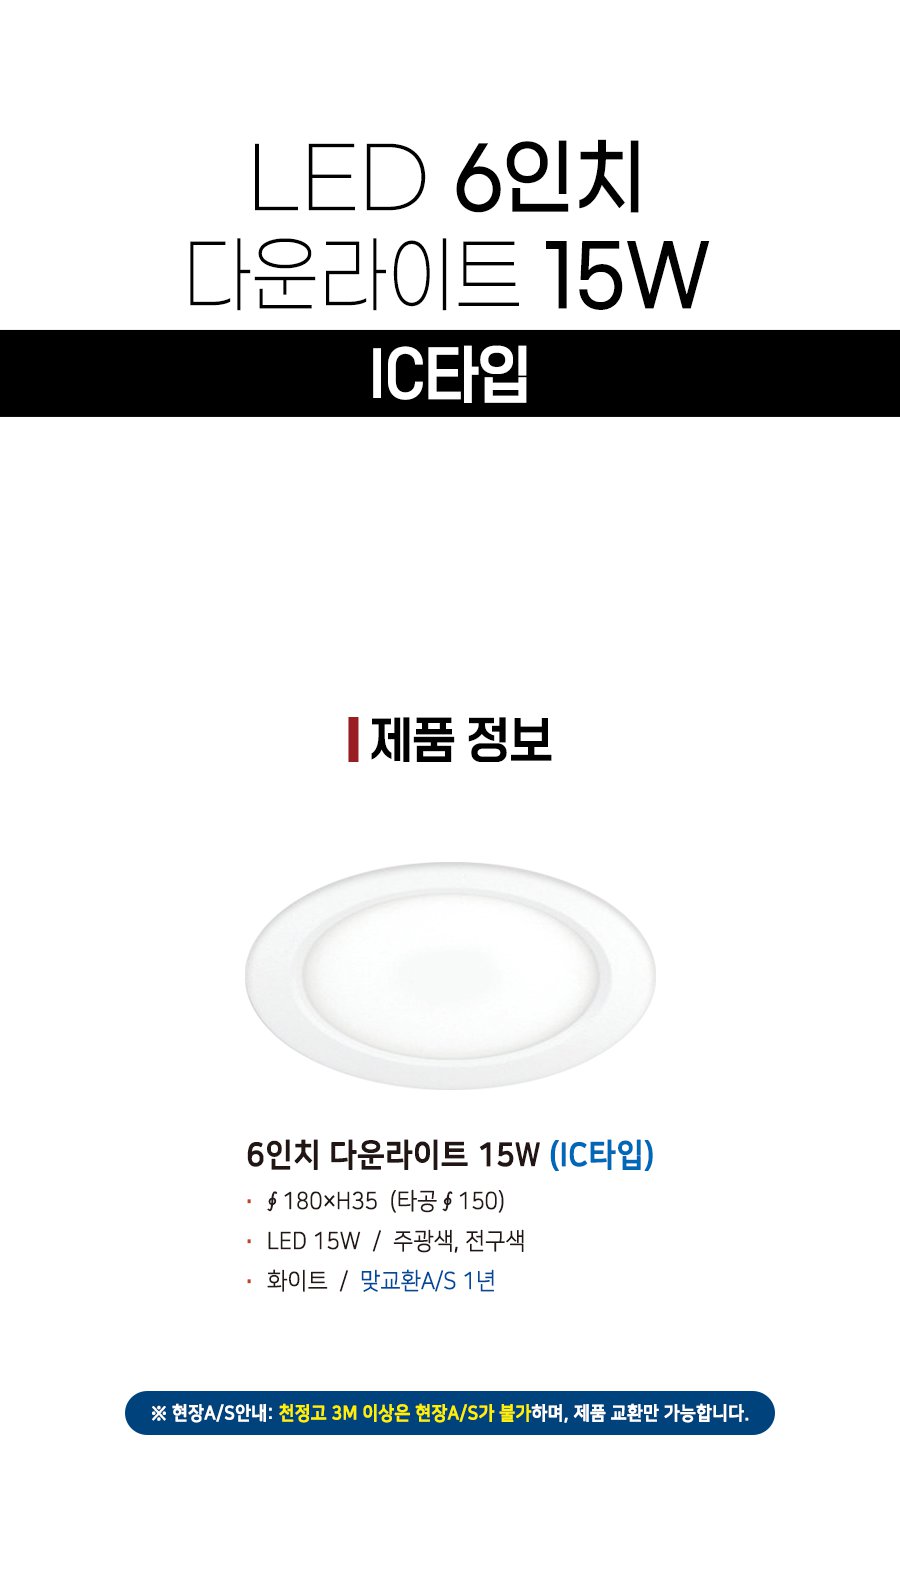 LED 6인치
다운라이트 15W
IC타입
제품 정보
6인치 다운라이트 15W (IC타입)
· ∮180×H35 (타공∮150)
· LED 15W / 주광색, 전구색
· 화이트 / 맞교환A/S 1년
※ 현장A/S안내: 천정고 3M 이상은 현장A/S가 불가하며, 제품 교환만 가능합니다.